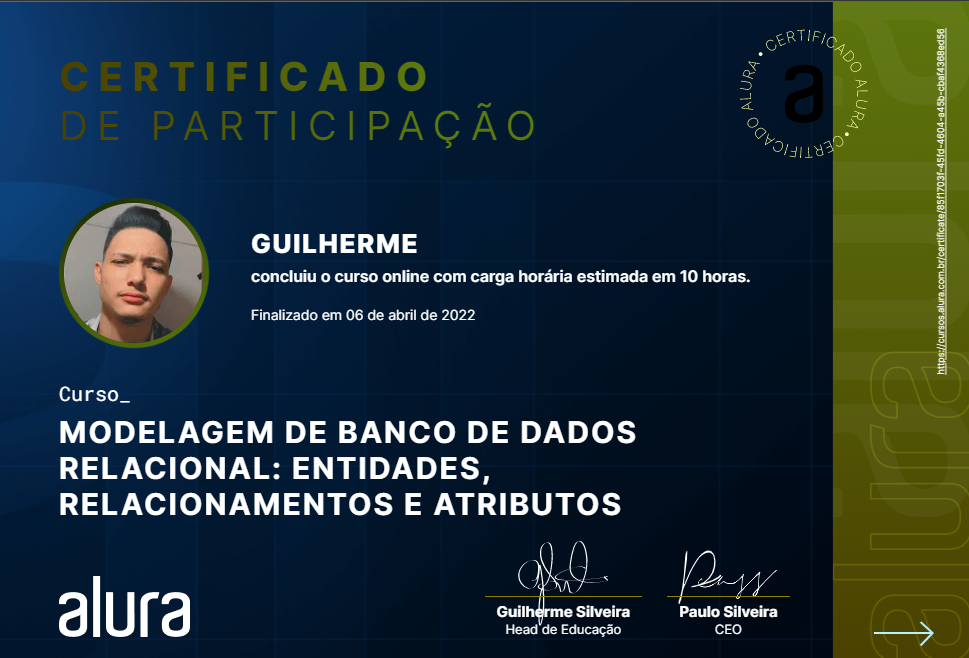 CERTIFICADO
DE PARTICIPAÇÃO
CERTIFICADO ALURA • CERTIFICADO ALURA •
a
GUILHERME
concluiu o curso online com carga horária estimada em 10 horas.
Finalizado em 06 de abril de 2022
Curso_
MODELAGEM DE BANCO DE DADOS
RELACIONAL: ENTIDADES,
RELACIONAMENTOS E ATRIBUTOS
alura
Guilherme Silveira
Head de Educação
Paulo Silveira
CEO
https://cursos.alura.com.br/certificate/85f1703f-45fd-4604-a45b-cbaf4368ed56
alura